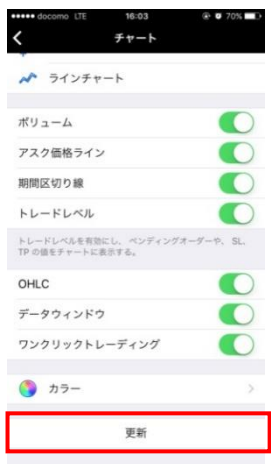 docomo LTE 16:03 70%
チャート
ラインチャート
ボリューム
アスク価格ライン
期間区切り線
トレードレベル
トレードレベルを有効にし、 ペンディングオーダーや、 SL、
TP の値をチャートに表示する。
OHLC
データウィンドウ
ワンクリックトレーディング
カラー
更新